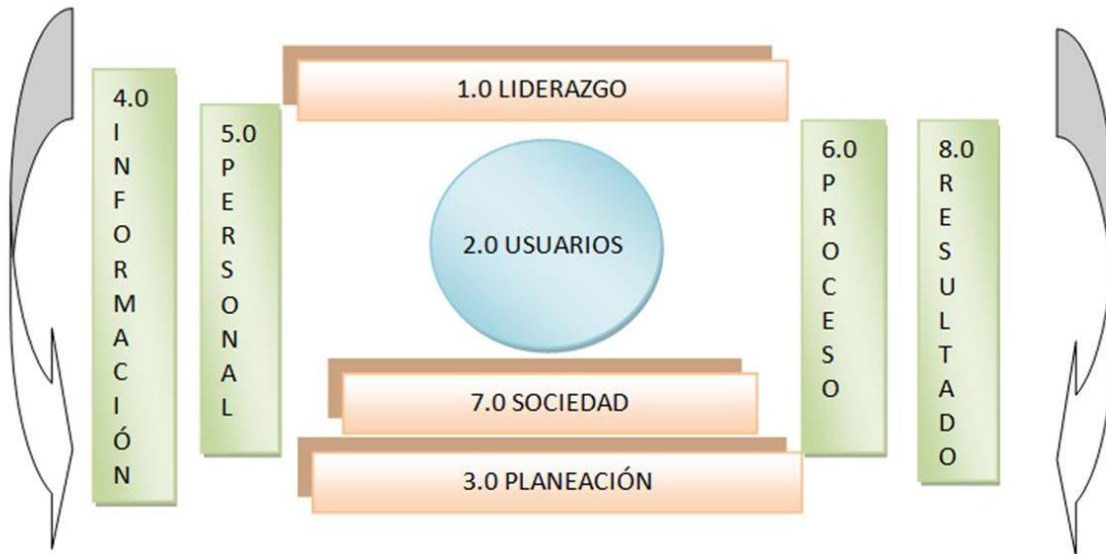 1.0 LIDERAZGO
4.0 INFORMACIÓN
5.0 PERSONAL
2.0 USUARIOS
6.0 PROCESO
8.0 RESULTADO
7.0 SOCIEDAD
3.0 PLANEACIÓN